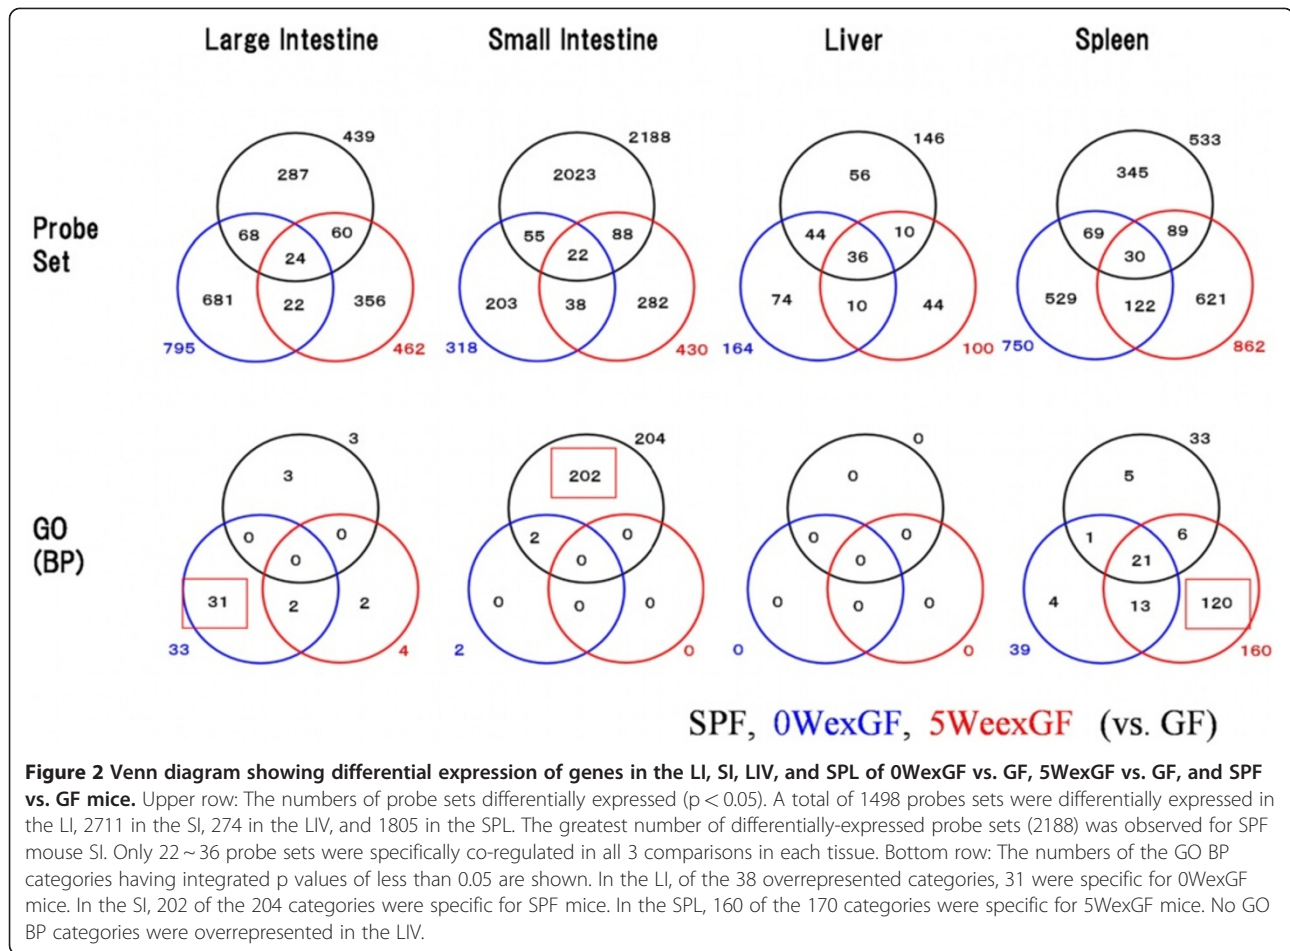 Large Intestine Small Intestine Liver Spleen
439 2188 146 533
287 2023 56 345
Probe
Set
68 60 55 88 44 10 69 89
24 22 36 30
681 22 356 203 38 282 74 10 44 529 122 621
795 462 318 430 164 100 750 862
3 204 0 33
3 202 0 5
GO
(BP)
0 0 2 0 0 0 1 6
0 0 0 21
31 2 2 0 0 0 0 0 0 4 13 120
33 4 2 0 0 0 39 160
SPF, 0WexGF, 5WeexGF (vs. GF)
Figure 2 Venn diagram showing differential expression of genes in the LI, SI, LIV, and SPL of 0WexGF vs. GF, 5WexGF vs. GF, and SPF
vs. GF mice. Upper row: The numbers of probe sets differentially expressed (p < 0.05). A total of 1498 probes sets were differentially expressed in
the LI, 2711 in the SI, 274 in the LIV, and 1805 in the SPL. The greatest number of differentially-expressed probe sets (2188) was observed for SPF
mouse SI. Only 22 ~ 36 probe sets were specifically co-regulated in all 3 comparisons in each tissue. Bottom row: The numbers of the GO BP
categories having integrated p values of less than 0.05 are shown. In the LI, of the 38 overrepresented categories, 31 were specific for 0WexGF
mice. In the SI, 202 of the 204 categories were specific for SPF mice. In the SPL, 160 of the 170 categories were specific for 5WexGF mice. No GO
BP categories were overrepresented in the LIV.